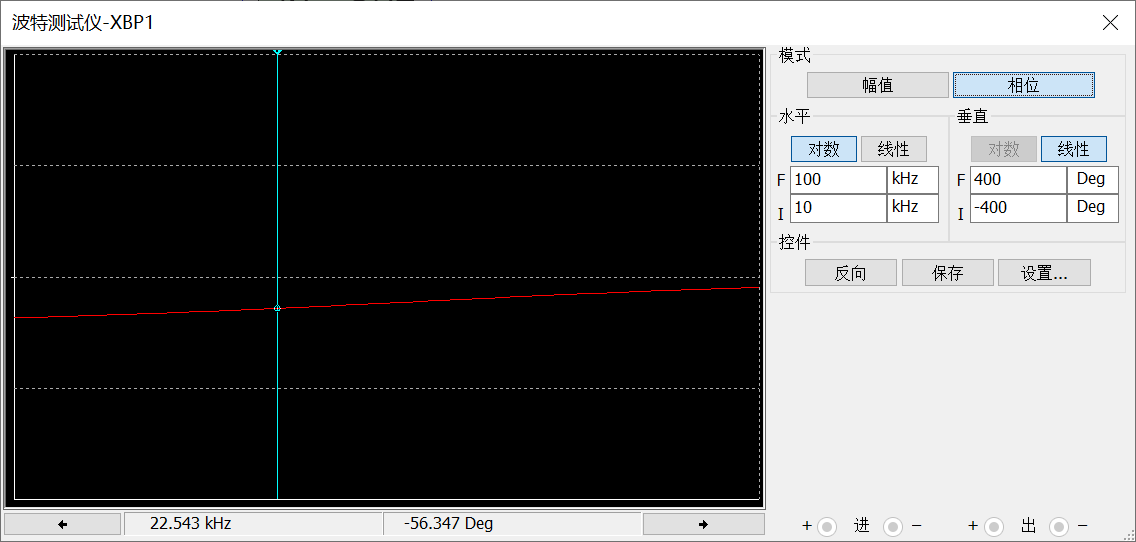 波特测试仪-XBP1
模式
幅值 相位
水平 垂直
对数 线性 对数 线性
F 100 kHz F 400 Deg
I 10 kHz I -400 Deg
控件
反向 保存 设置...
22.543 kHz -56.347 Deg
+ 进 − + 出 −